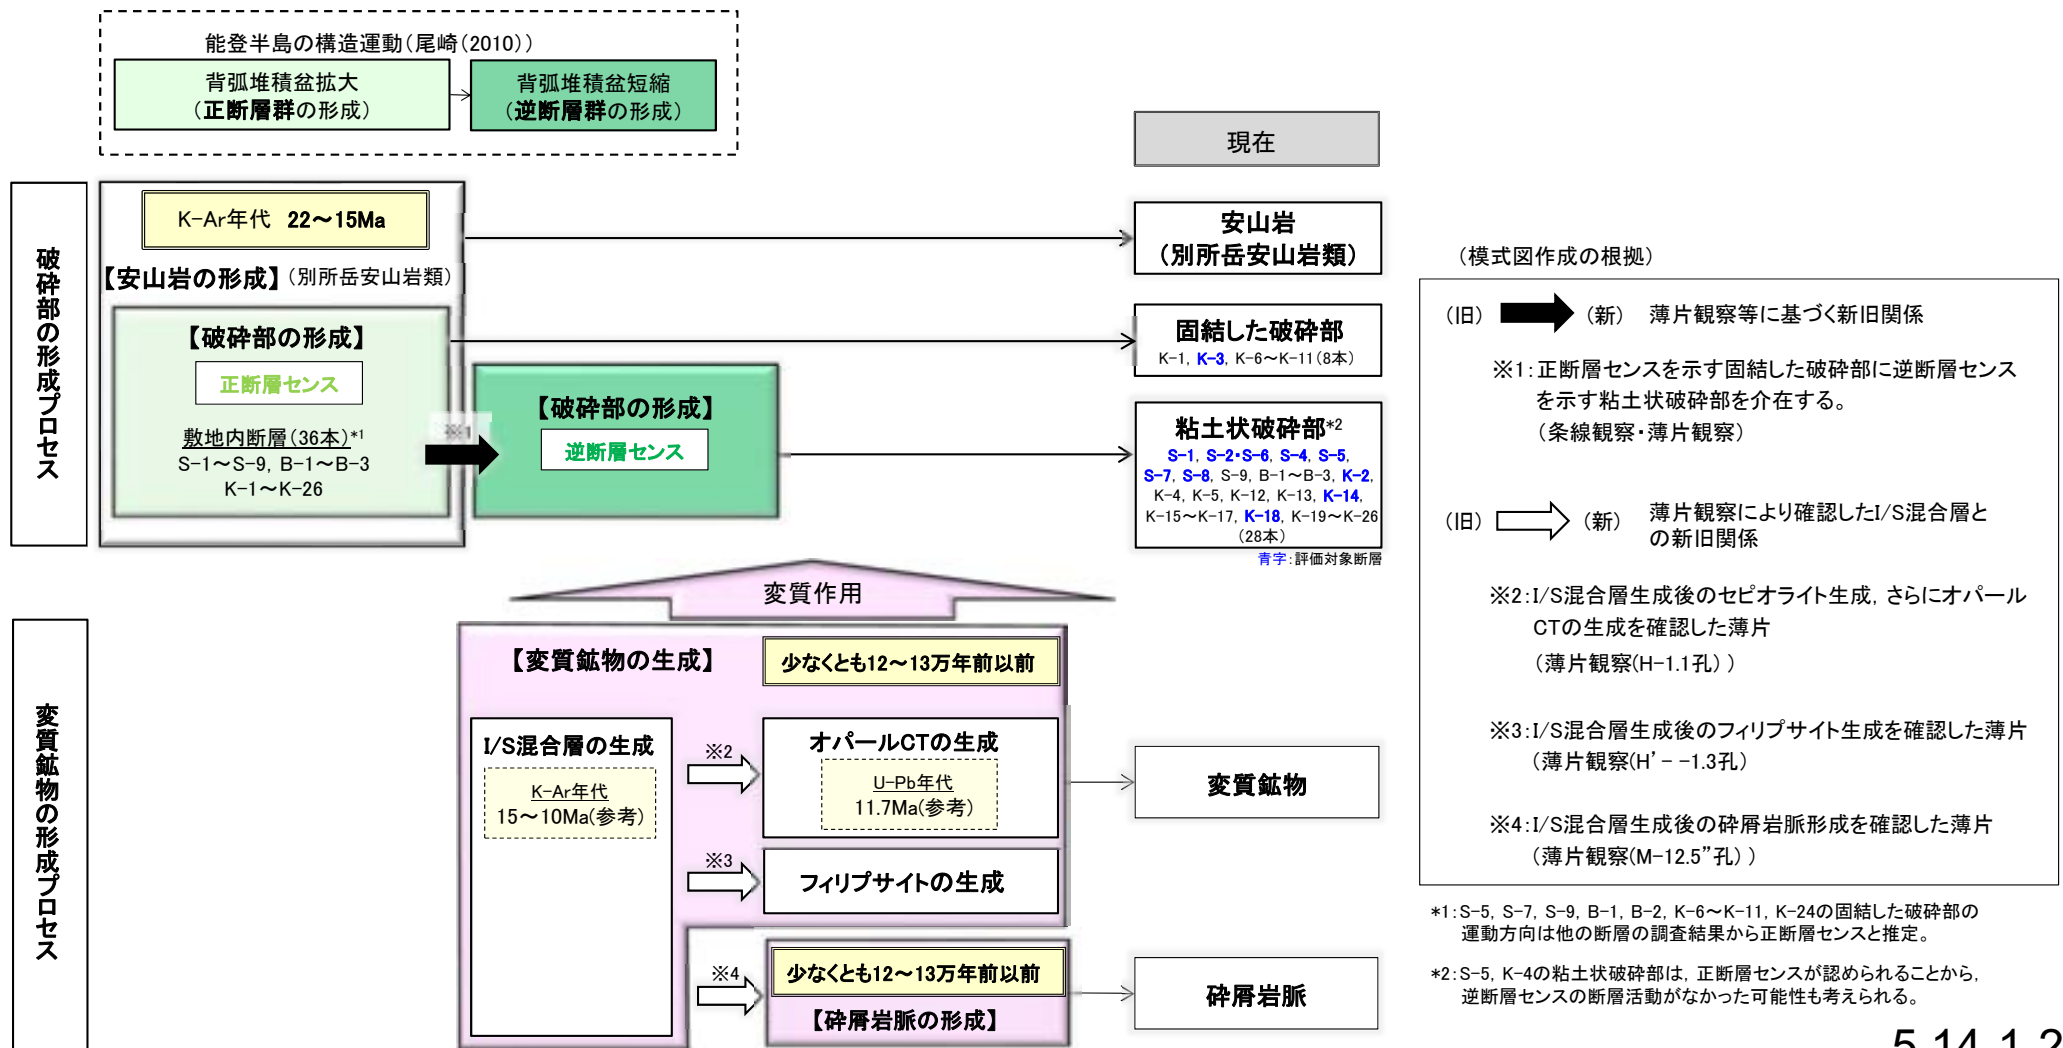 能登半島の構造運動(尾崎(2010))
背弧堆積盆拡大
(正断層群の形成)
背弧堆積盆短縮
(逆断層群の形成)
現在
破砕部の形成プロセス
K-Ar年代 22~15Ma
【安山岩の形成】(別所岳安山岩類)
【破砕部の形成】
正断層センス
敷地内断層(36本)*1
S-1~S-9, B-1~B-3
K-1~K-26
※1
【破砕部の形成】
逆断層センス
安山岩
(別所岳安山岩類)
固結した破砕部
K-1, K-3, K-6~K-11(8本)
粘土状破砕部*2
S-1, S-2・S-6, S-4, S-5,
S-7, S-8, S-9, B-1~B-3, K-2,
K-4, K-5, K-12, K-13, K-14,
K-15~K-17, K-18, K-19~K-26
(28本)
青字:評価対象断層
変質作用
変質鉱物の形成プロセス
【変質鉱物の生成】
少なくとも12~13万年前以前
I/S混合層の生成
K-Ar年代
15~10Ma(参考)
※2
オパールCTの生成
U-Pb年代
11.7Ma(参考)
※3
フィリプサイトの生成
※4
少なくとも12~13万年前以前
【砕屑岩脈の形成】
変質鉱物
砕屑岩脈
(模式図作成の根拠)
(旧) (新) 薄片観察等に基づく新旧関係
※1:正断層センスを示す固結した破砕部に逆断層センス
を示す粘土状破砕部を介在する。
(条線観察・薄片観察)
(旧) (新) 薄片観察により確認したI/S混合層と
の新旧関係
※2:I/S混合層生成後のセピオライト生成, さらにオパール
CTの生成を確認した薄片
(薄片観察(H-1.1孔) )
※3:I/S混合層生成後のフィリプサイト生成を確認した薄片
(薄片観察(H’- -1.3孔)
※4:I/S混合層生成後の砕屑岩脈形成を確認した薄片
(薄片観察(M-12.5”孔) )
*1:S-5, S-7, S-9, B-1, B-2, K-6~K-11, K-24の固結した破砕部の
運動方向は他の断層の調査結果から正断層センスと推定。
*2:S-5, K-4の粘土状破砕部は, 正断層センスが認められることから,
逆断層センスの断層活動がなかった可能性も考えられる。
5.14-1-2